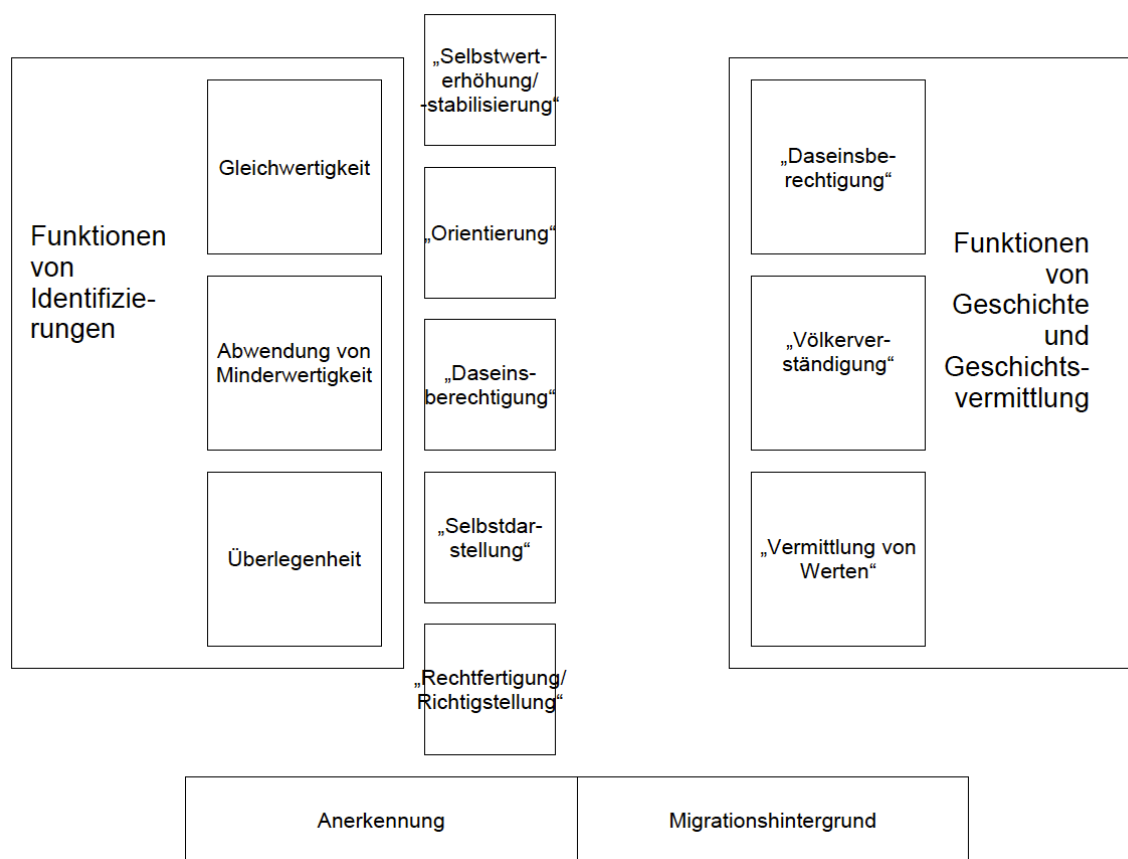 Funktionen
von
Identifizie-
rungen
Gleichwertigkeit
Abwendung von
Minderwertigkeit
Überlegenheit
„Selbstwert-
erhöhung/
-stabilisierung“
„Orientierung“
„Daseins-
berechtigung“
„Selbstdar-
stellung“
„Rechtfertigung/
Richtigstellung“
„Daseinsbe-
rechtigung“
„Völkerver-
ständigung“
„Vermittlung von
Werten“
Funktionen
von
Geschichte
und
Geschichts-
vermittlung
Anerkennung
Migrationshintergrund